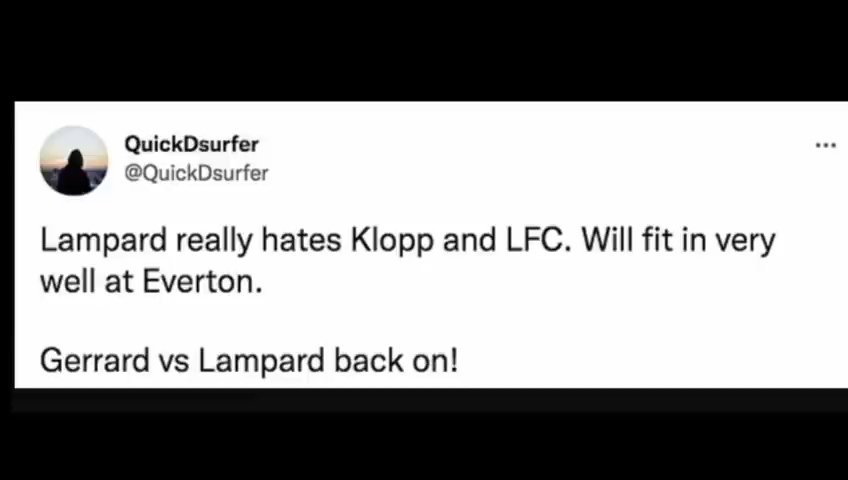 QuickDsurfer
@QuickDsurfer
Lampard really hates Klopp and LFC. Will fit in very
well at Everton.
Gerrard vs Lampard back on!